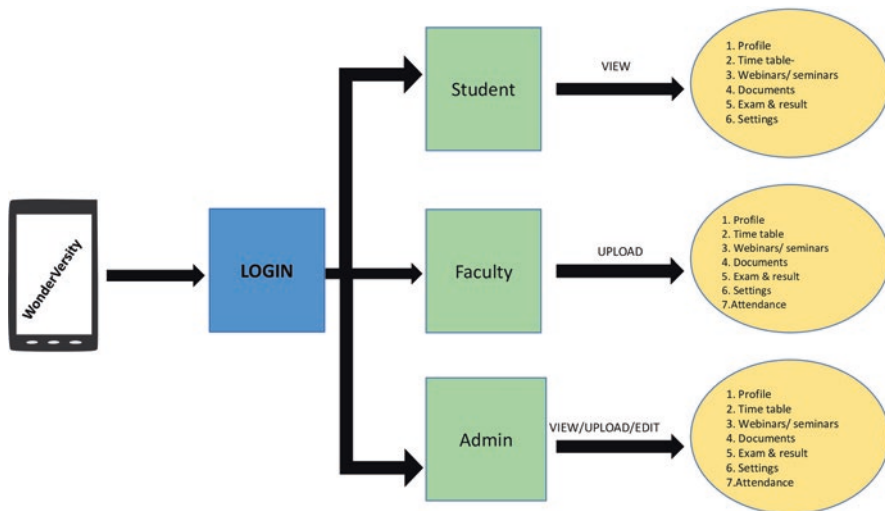 WonderVersity
LOGIN
Student
VIEW
1. Profile
2. Time table-
3. Webinars/ seminars
4. Documents
5. Exam & result
6. Settings
Faculty
UPLOAD
1. Profile
2. Time table
3. Webinars/ seminars
4. Documents
5. Exam & result
6. Settings
7.Attendance
Admin
VIEW/UPLOAD/EDIT
1. Profile
2. Time table
3. Webinars/ seminars
4. Documents
5. Exam & result
6. Settings
7.Attendance